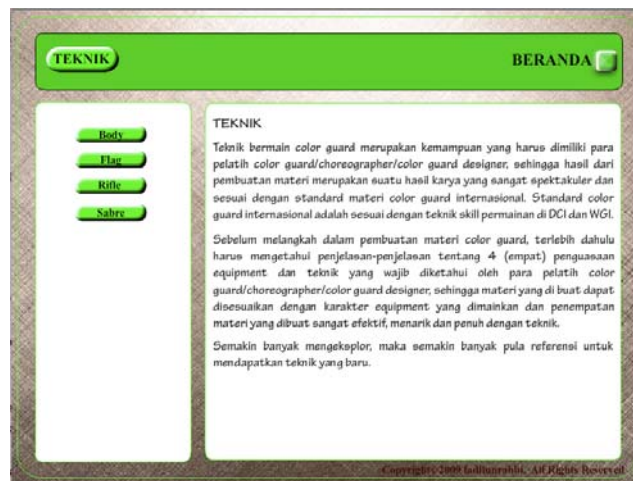 TEKNIK
BERANDA
Body
Flag
Rifle
Sabre
TEKNIK
Teknik bermain color guard merupakan kemampuan yang harus dimiliki para
pelatih color guard/choreographer/color guard designer, sehingga hasil dari
pembuatan materi merupakan suatu hasil karya yang sangat spektakuler dan
sesuai dengan standard materi color guard internasional. Standard color
guard internasional adalah sesuai dengan teknik skill permainan di DCI dan WGI.
Sebelum melangkah dalam pembuatan materi color guard, terlebih dahulu
harus mengetahui penjelasan-penjelasan tentang 4 (empat) penguasaan
equipment dan teknik yang wajib diketahui oleh para pelatih color
guard/choreographer/color guard designer, sehingga materi yang di buat dapat
disesuaikan dengan karakter equipment yang dimainkan dan penempatan
materi yang dibuat sangat efektif, menarik dan penuh dengan teknik.
Semakin banyak mengeksplor, maka semakin banyak pula referensi untuk
mendapatkan teknik yang baru.
Copyright©2009 All Rights Reserved